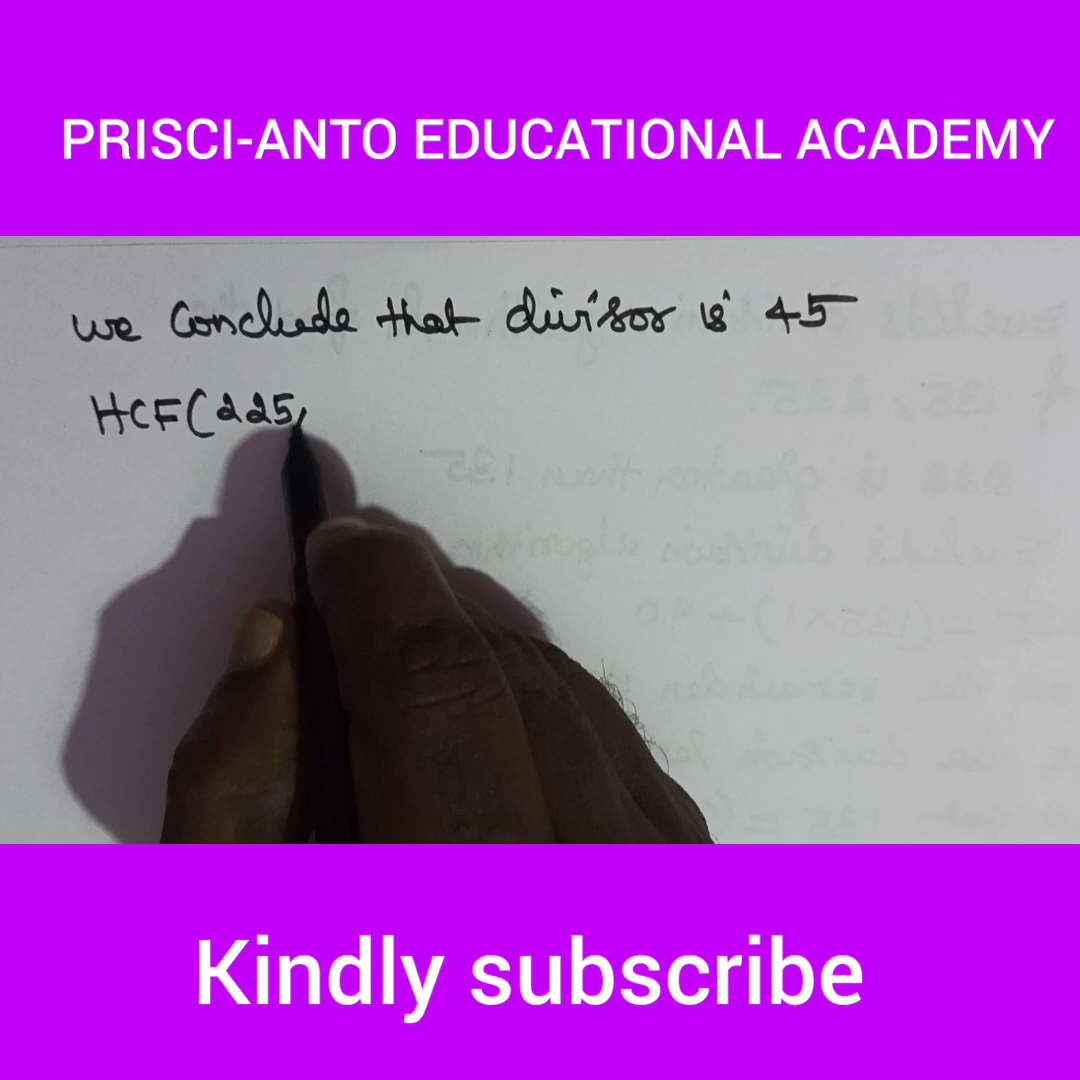 PRISCI-ANTO EDUCATIONAL ACADEMY
we conclude that divisor is 45
HCF(225,
Kindly subscribe